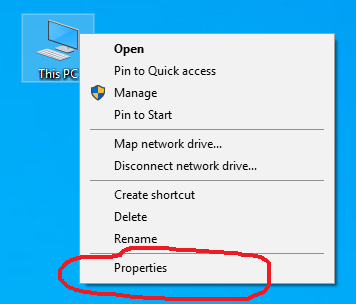 This PC
Open
Pin to Quick access
Manage
Pin to Start
Map network drive...
Disconnect network drive...
Create shortcut
Delete
Rename
Properties